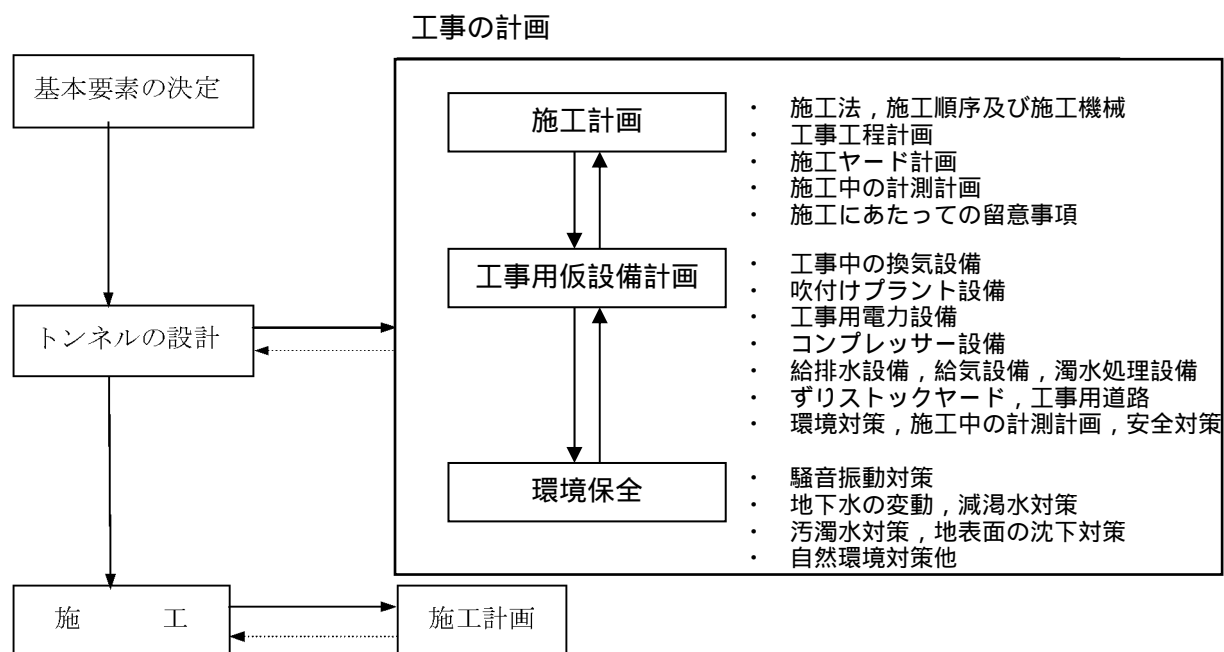 工事の計画
基本要素の決定
施工計画
・ 施工法，施工順序及び施工機械
・ 工事工程計画
・ 施工ヤード計画
・ 施工中の計測計画
・ 施工にあたっての留意事項
工事用仮設備計画
・ 工事中の換気設備
・ 吹付けプラント設備
・ 工事用電力設備
・ コンプレッサー設備
・ 給排水設備，給気設備，濁水処理設備
・ ずりストックヤード，工事用道路
・ 環境対策，施工中の計測計画，安全対策
トンネルの設計
環境保全
・ 騒音振動対策
・ 地下水の変動，減渇水対策
・ 汚濁水対策，地表面の沈下対策
・ 自然環境対策他
施　　工
施工計画